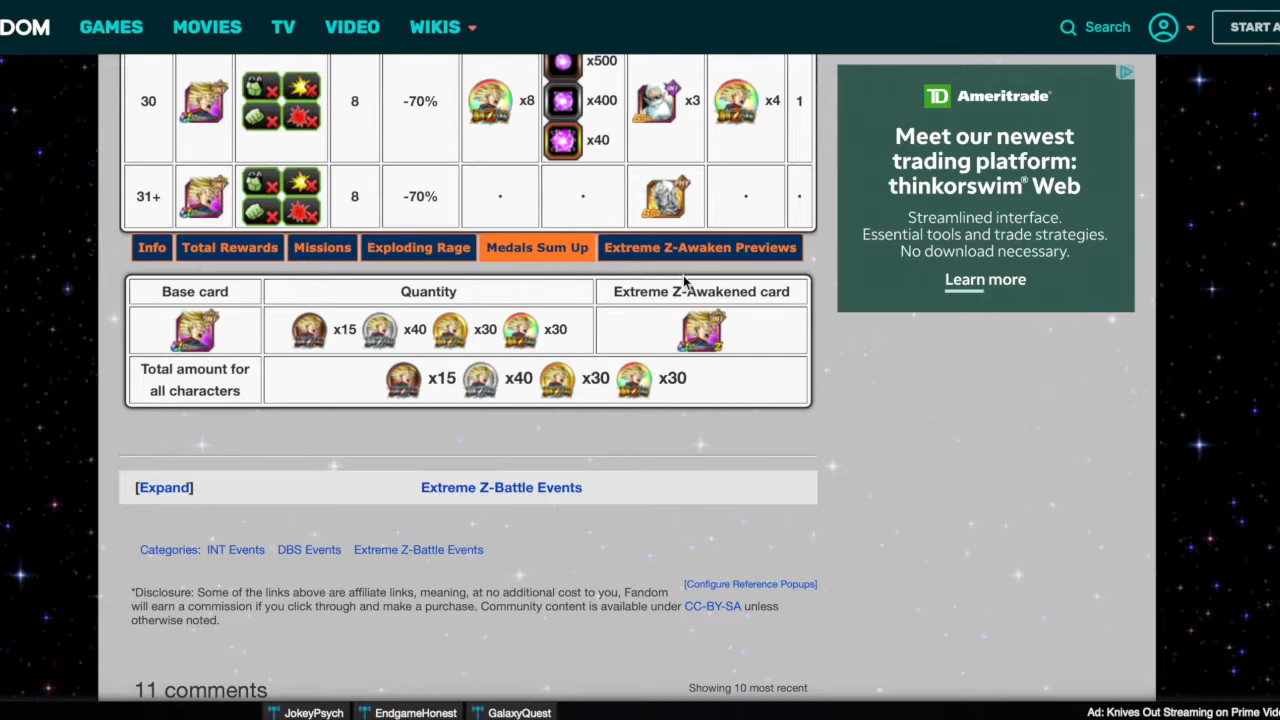 DOM GAMES MOVIES TV VIDEO WIKIS Search START A
x500
30 8 -70% x8 x400 x3 x4 1
x40
31+ 8 -70%
Info Total Rewards Missions Exploding Rage Medals Sum Up Extreme Z-Awaken Previews
Base card Quantity Extreme Z-Awakened card
x15 x40 x30 x30
Total amount for
all characters
x15 x40 x30 x30
[Expand] Extreme Z-Battle Events
Categories: INT Events DBS Events Extreme Z-Battle Events
[Configure Reference Popups]
*Disclosure: Some of the links above are affiliate links, meaning, at no additional cost to you, Fandom
will earn a commission if you click through and make a purchase. Community content is available under CC-BY-SA unless
otherwise noted.
11 comments Showing 10 most recent
JokeyPsych EndgameHonest GalaxyQuest Ad: Knives Out Streaming on Prime Vide
TD Ameritrade®
Meet our newest
trading platform:
thinkorswim® Web
Streamlined interface.
Essential tools and trade strategies.
No download necessary.
Learn more